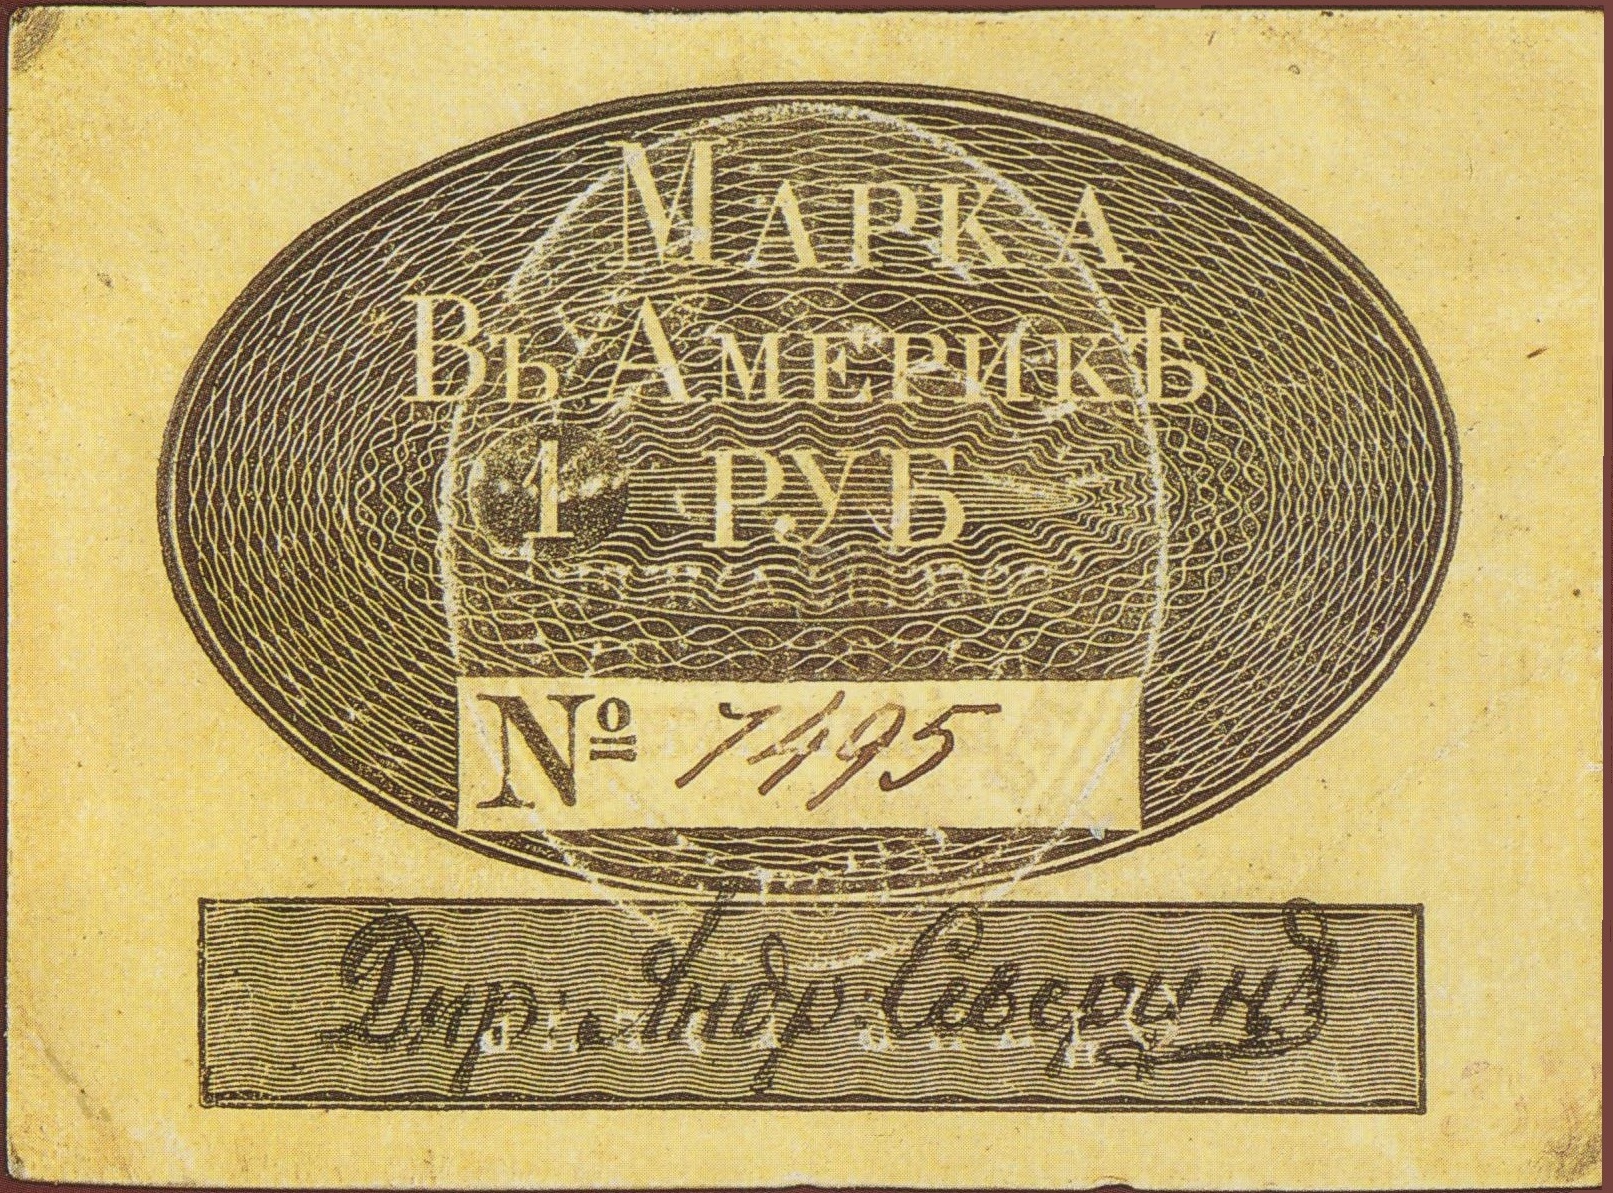 Марка
Въ Америкѣ
1 руб
№ 7495
Дир: Андр: Северинъ